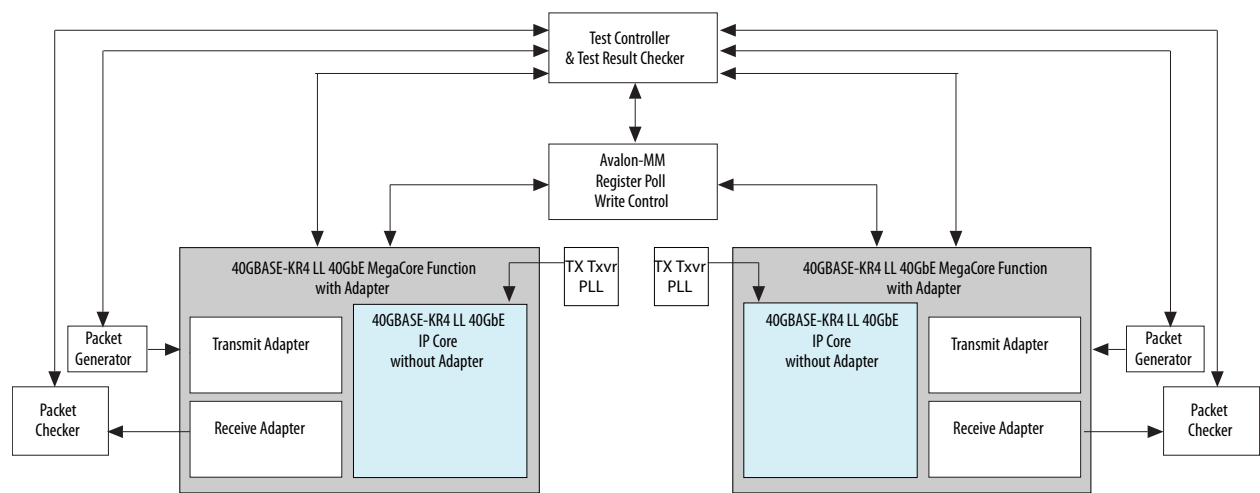 Test Controller
& Test Result Checker
Avalon-MM
Register Poll
Write Control
40GBASE-KR4 LL 40GbE MegaCore Function
with Adapter
TX Txvr
PLL
TX Txvr
PLL
40GBASE-KR4 LL 40GbE MegaCore Function
with Adapter
40GBASE-KR4 LL 40GbE
IP Core
without Adapter
40GBASE-KR4 LL 40GbE
IP Core
without Adapter
Packet
Generator
Transmit Adapter
Transmit Adapter
Packet
Generator
Packet
Checker
Receive Adapter
Receive Adapter
Packet
Checker